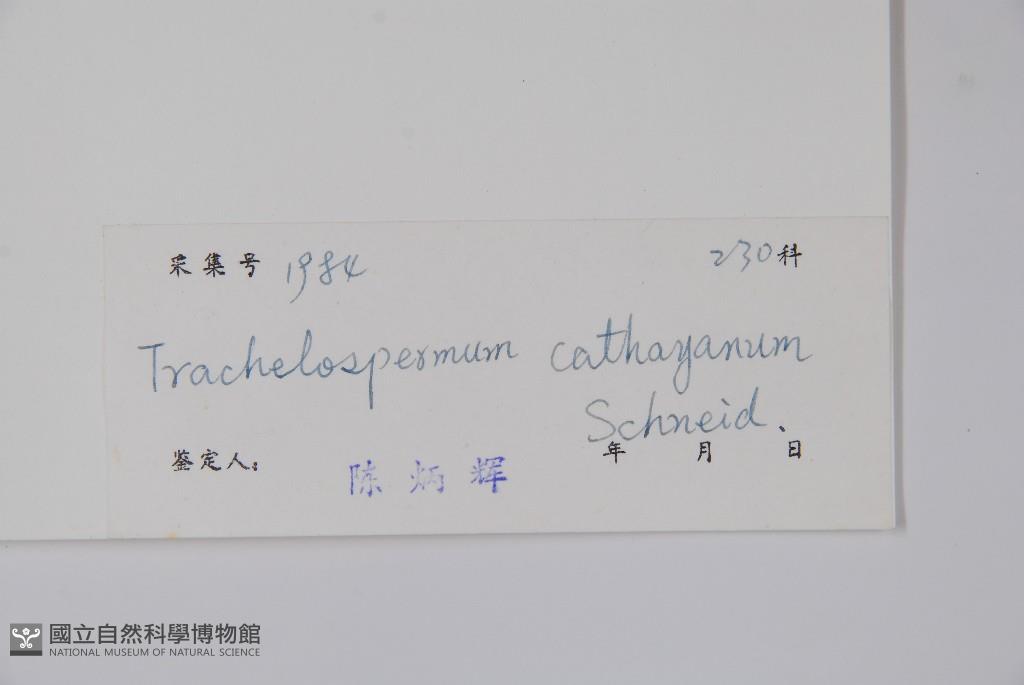 采集号 1984 230科
Trachelospermum cathayanum
Schneid.
年 月 日
鉴定人: 陈炳辉
國立自然科學博物館
NATIONAL MUSEUM OF NATURAL SCIENCE